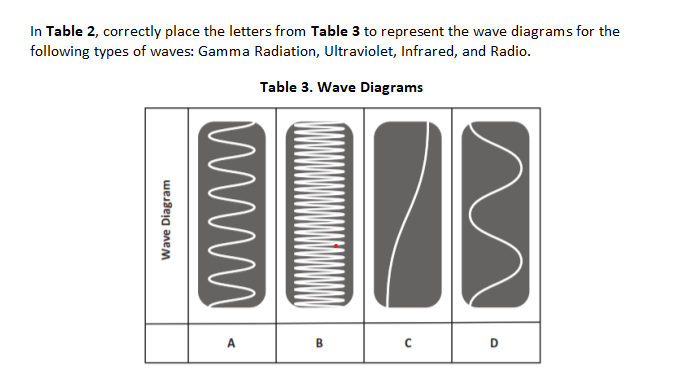 In Table 2, correctly place the letters from Table 3 to represent the wave diagrams for the
following types of waves: Gamma Radiation, Ultraviolet, Infrared, and Radio.
Table 3. Wave Diagrams
Wave Diagram
A B C D